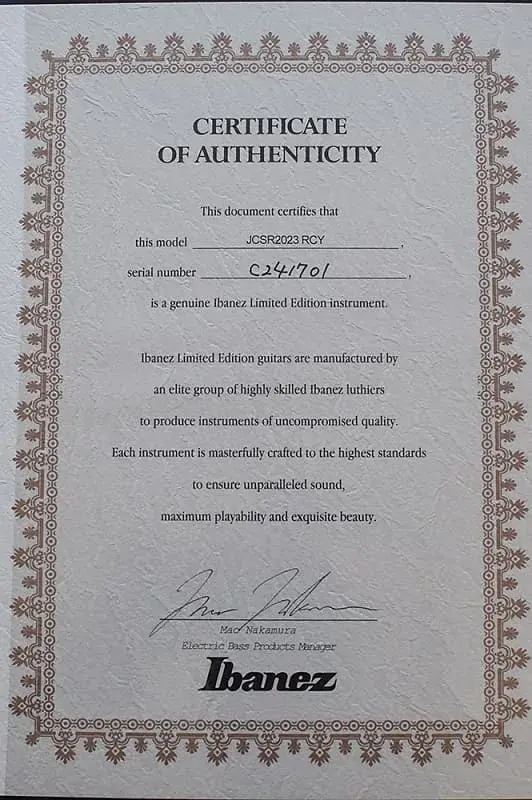 CERTIFICATE
OF AUTHENTICITY
This document certifies that
this model JCSR2023 RCY ,
serial number C241701 ,
is a genuine Ibanez Limited Edition instrument.
Ibanez Limited Edition guitars are manufactured by
an elite group of highly skilled Ibanez luthiers
to produce instruments of uncompromised quality.
Each instrument is masterfully crafted to the highest standards
to ensure unparalleled sound,
maximum playability and exquisite beauty.
Mao Nakamura
Electric Bass Products Manager
Ibanez